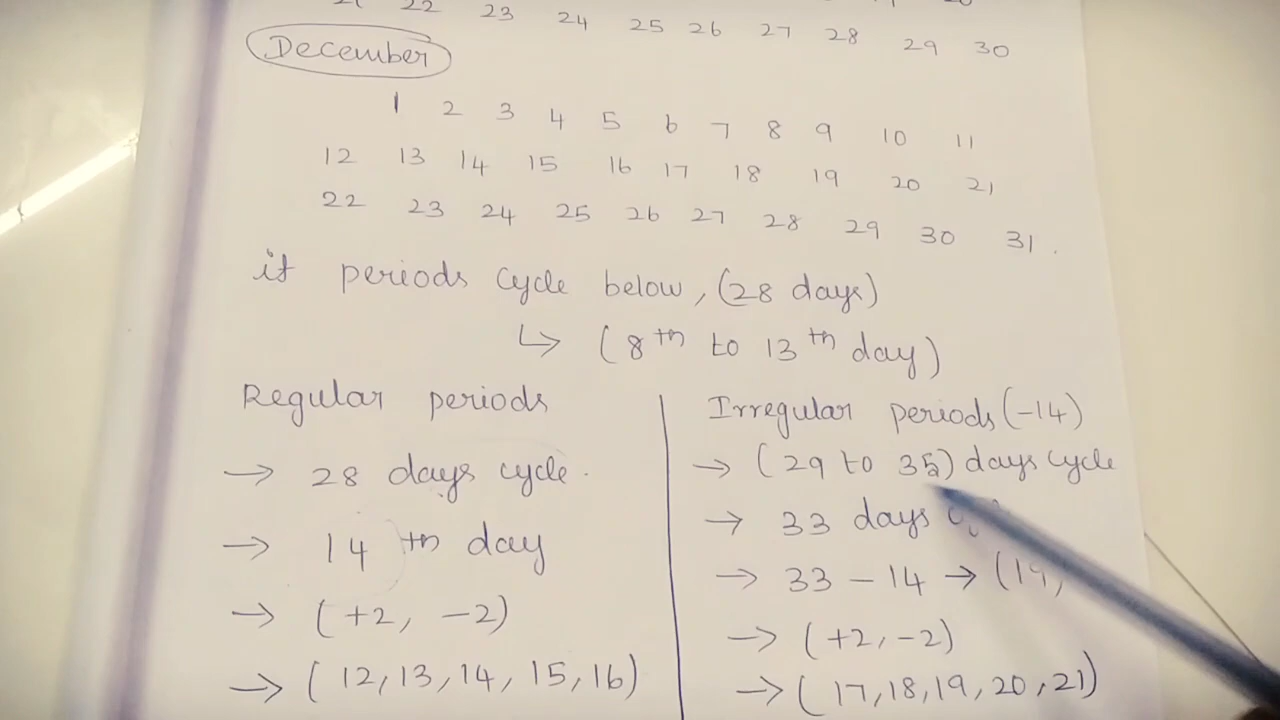 22 23 24 25 26 27 28 29 30
December
1 2 3 4 5 6 7 8 9 10 11
12 13 14 15 16 17 18 19 20 21
22 23 24 25 26 27 28 29 30 31.
if periods cycle below, (28 days)
↳ (8th to 13th day)
Regular periods
→ 28 days cycle.
→ 14th day
→ (+2, -2)
→ (12, 13, 14, 15, 16)
Irregular periods (-14)
→ (29 to 35) days cycle
→ 33 days
→ 33 - 14 → (19,
→ (+2, -2)
→ (17, 18, 19, 20, 21)